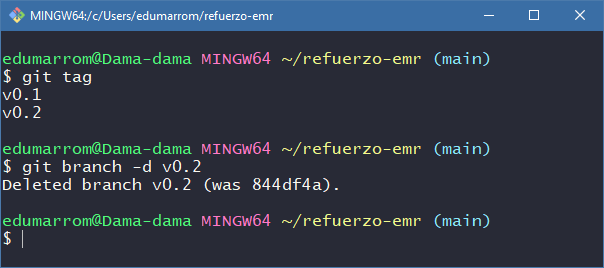 MINGW64:/c/Users/edumarrom/refuerzo-emr
edumarrom@Dama-dama MINGW64 ~/refuerzo-emr (main)
$ git tag
v0.1
v0.2
edumarrom@Dama-dama MINGW64 ~/refuerzo-emr (main)
$ git branch -d v0.2
Deleted branch v0.2 (was 844df4a).
edumarrom@Dama-dama MINGW64 ~/refuerzo-emr (main)
$